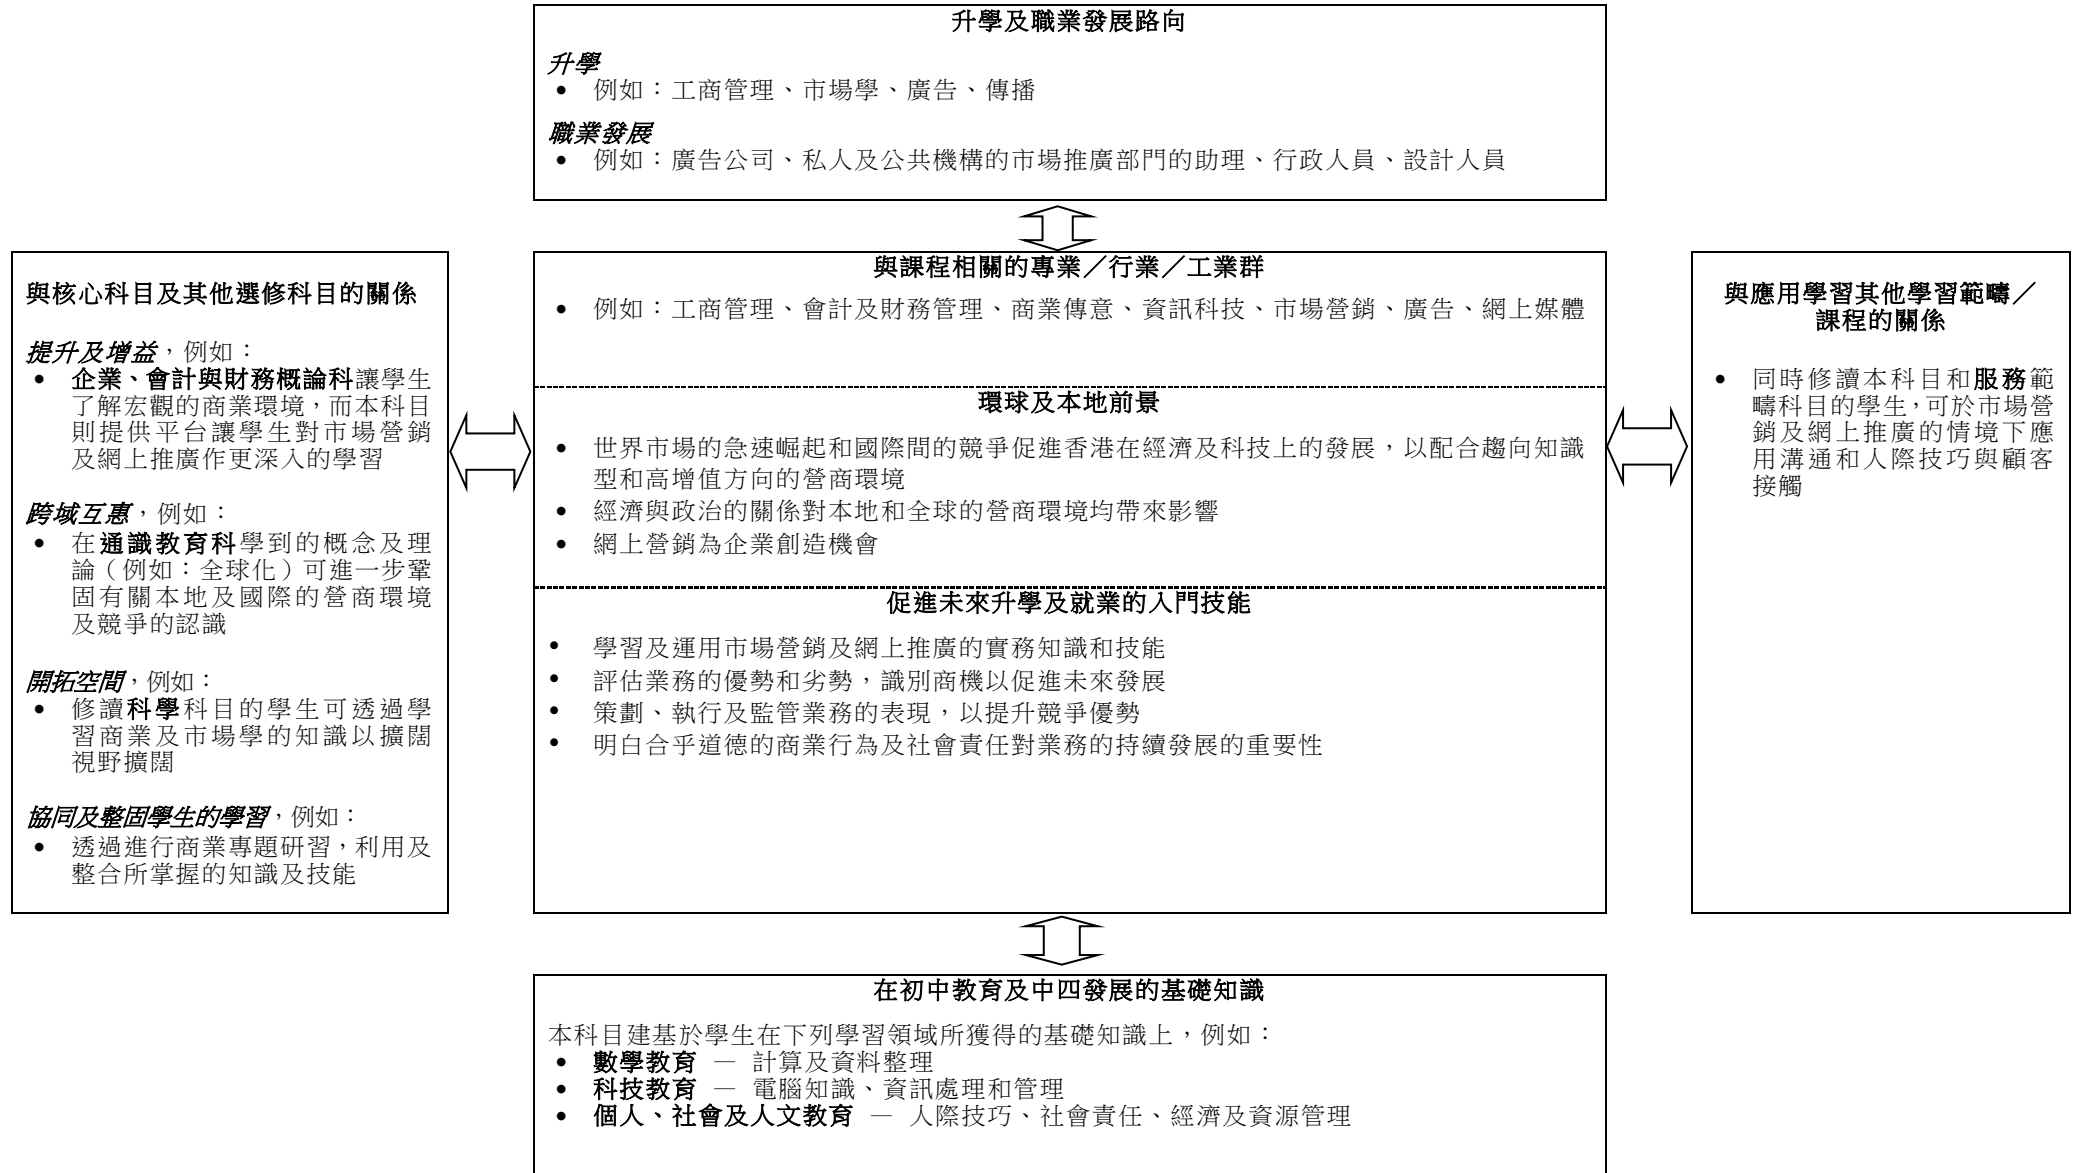 升學及職業發展路向
升學
• 例如：工商管理、市場學、廣告、傳播
職業發展
• 例如：廣告公司、私人及公共機構的市場推廣部門的助理、行政人員、設計人員
與核心科目及其他選修科目的關係
提升及增益，例如：
• 企業、會計與財務概論科讓學生
了解宏觀的商業環境，而本科目
則提供平台讓學生對市場營銷
及網上推廣作更深入的學習
跨域互惠，例如：
• 在通識教育科學到的概念及理
論（例如：全球化）可進一步鞏
固有關本地及國際的營商環境
及競爭的認識
開拓空間，例如：
• 修讀科學科目的學生可透過學
習商業及市場學的知識以擴闊
視野擴闊
協同及整固學生的學習，例如：
• 透過進行商業專題研習，利用及
整合所掌握的知識及技能
與課程相關的專業／行業／工業群
• 例如：工商管理、會計及財務管理、商業傳意、資訊科技、市場營銷、廣告、網上媒體
環球及本地前景
• 世界市場的急速崛起和國際間的競爭促進香港在經濟及科技上的發展，以配合趨向知識
型和高增值方向的營商環境
• 經濟與政治的關係對本地和全球的營商環境均帶來影響
• 網上營銷為企業創造機會
促進未來升學及就業的入門技能
• 學習及運用市場營銷及網上推廣的實務知識和技能
• 評估業務的優勢和劣勢，識別商機以促進未來發展
• 策劃、執行及監管業務的表現，以提升競爭優勢
• 明白合乎道德的商業行為及社會責任對業務的持續發展的重要性
與應用學習其他學習範疇／
課程的關係
• 同時修讀本科目和服務範
疇科目的學生，可於市場營
銷及網上推廣的情境下應
用溝通和人際技巧與顧客
接觸
在初中教育及中四發展的基礎知識
本科目建基於學生在下列學習領域所獲得的基礎知識上，例如：
• 數學教育 — 計算及資料整理
• 科技教育 — 電腦知識、資訊處理和管理
• 個人、社會及人文教育 — 人際技巧、社會責任、經濟及資源管理